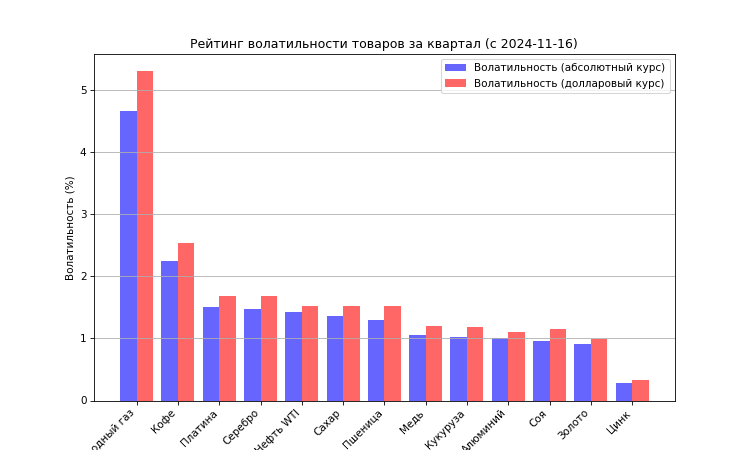 Рейтинг волатильности товаров за квартал (с 2024-11-16)
Волатильность (абсолютный курс)
Волатильность (долларовый курс)
Волатильность (%)
5
4
3
2
1
0
одный газ
Кофе
Платина
Серебро
Нефть WTI
Сахар
Пшеница
Медь
Кукуруза
Алюминий
Соя
Золото
Цинк